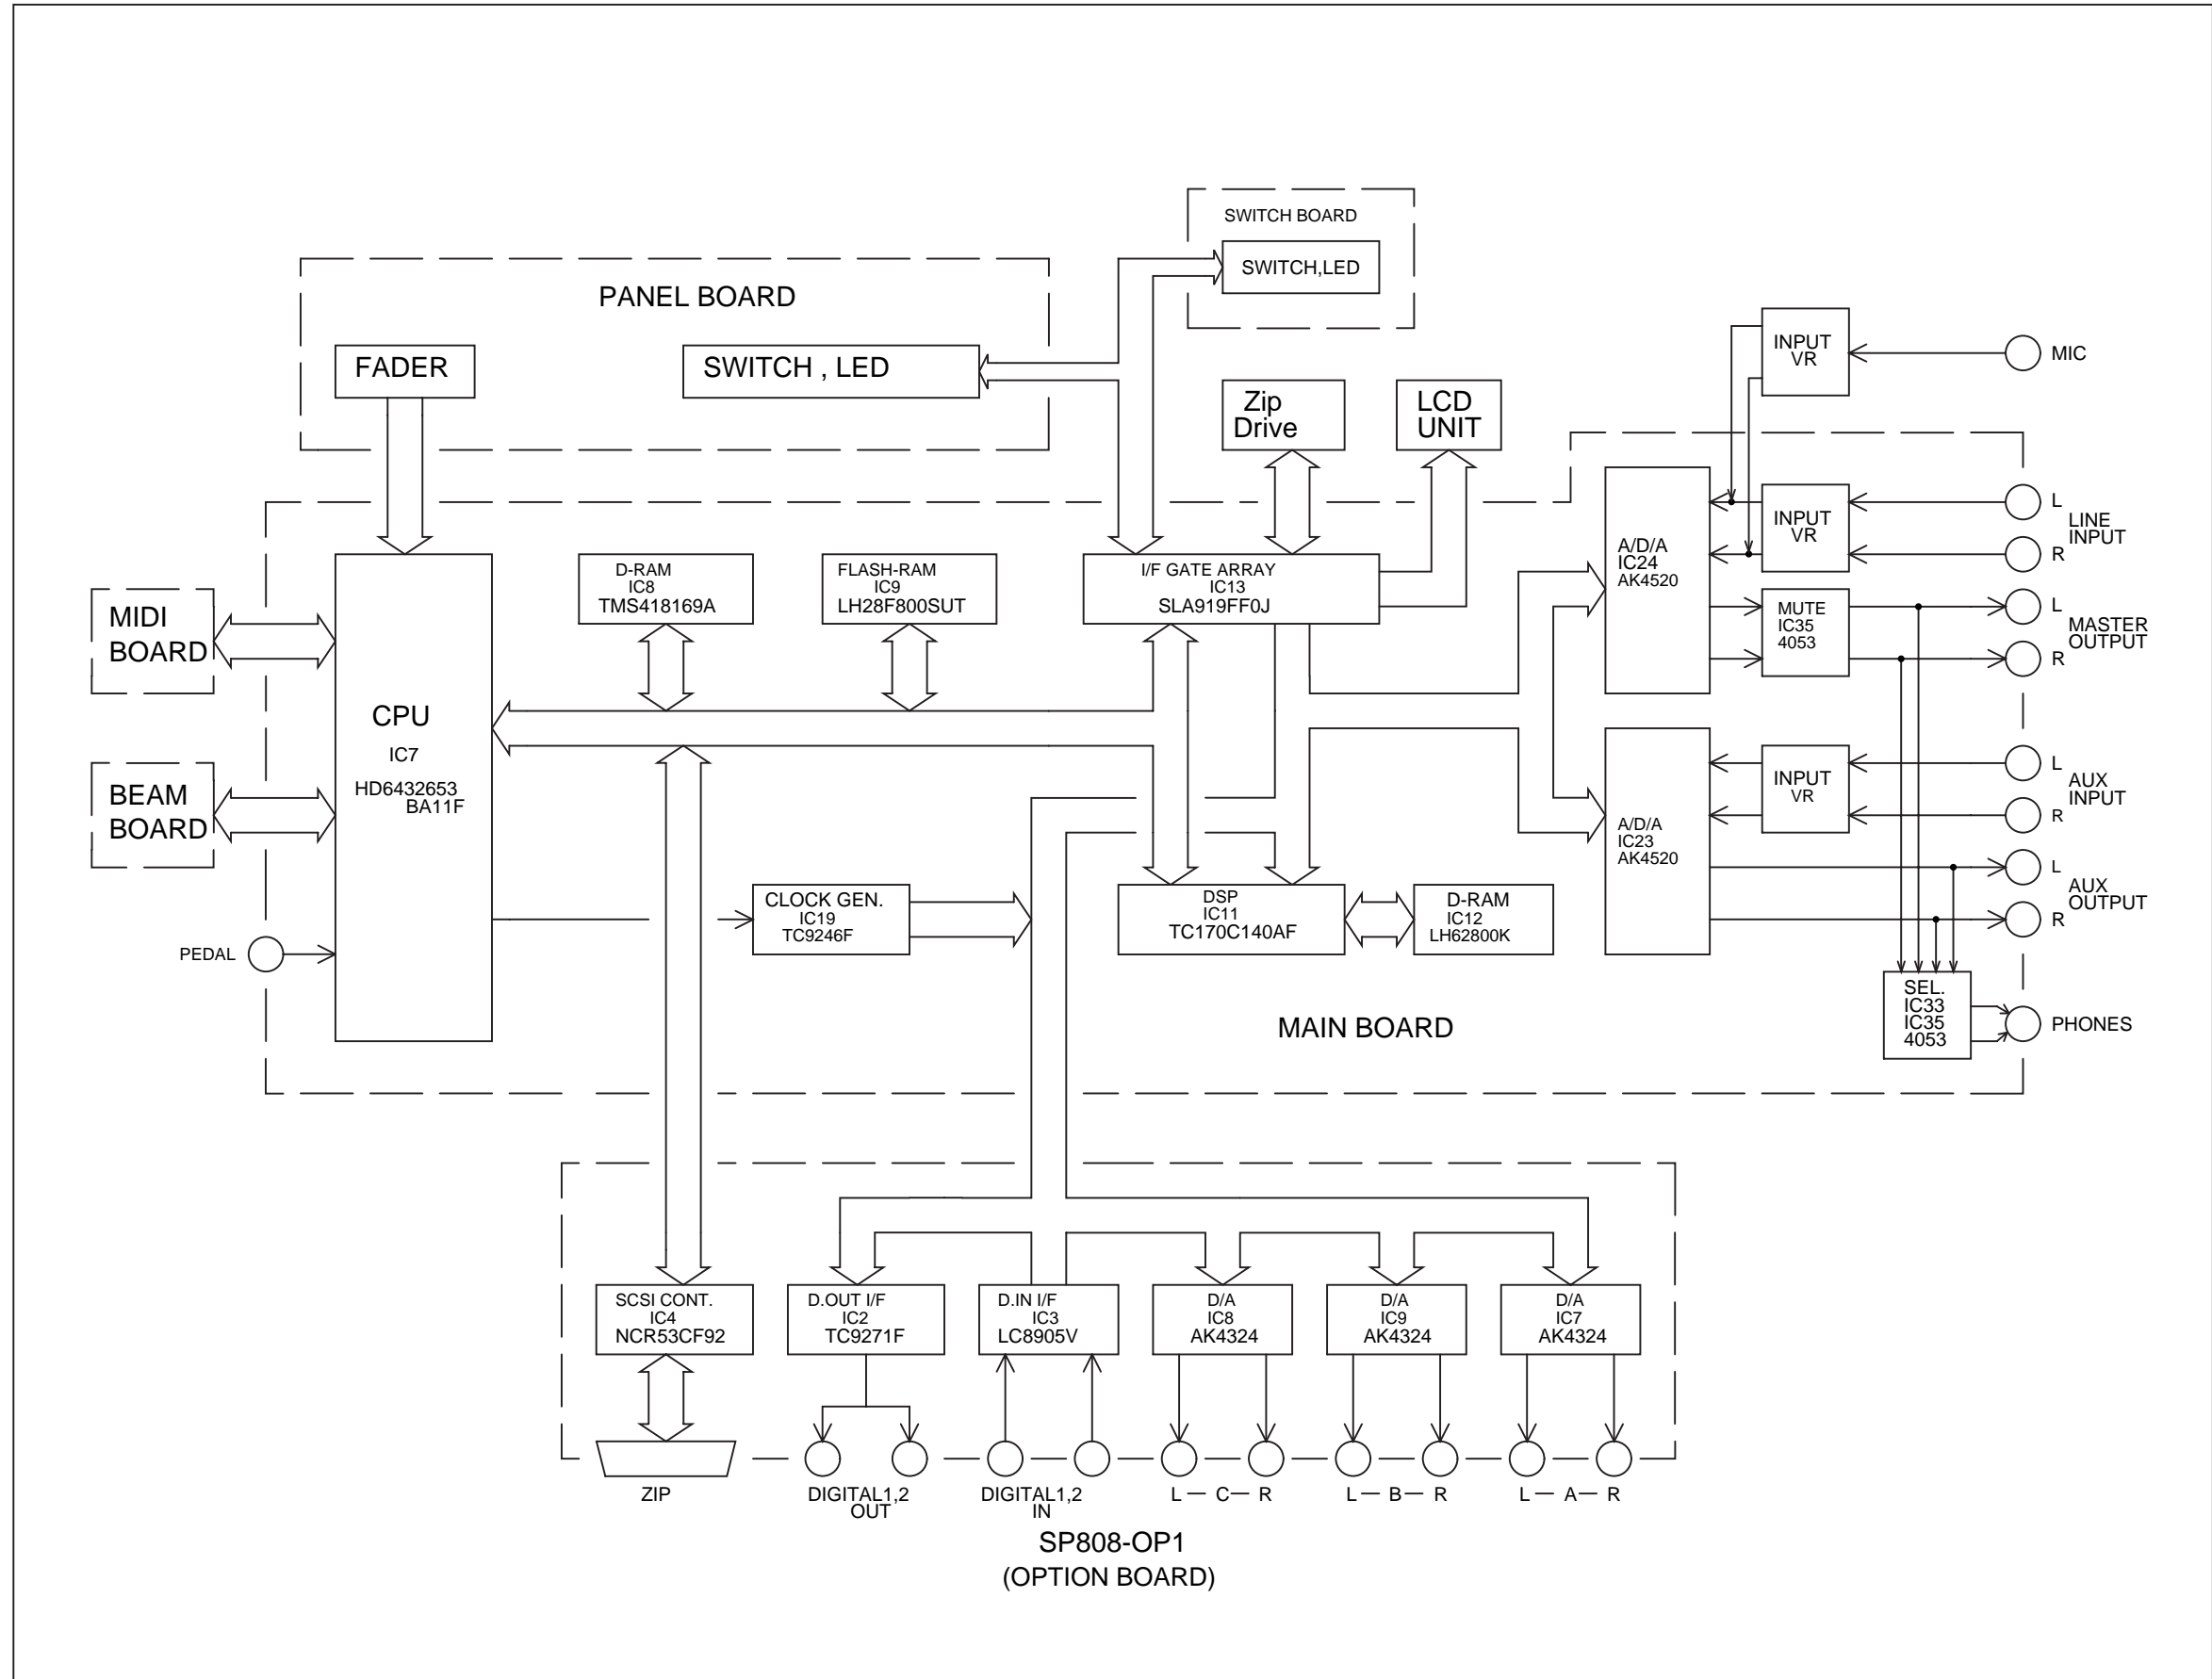 SWITCH BOARD
SWITCH,LED
PANEL BOARD
FADER
SWITCH , LED
Zip
Drive
LCD
UNIT
INPUT
VR
MIC
A/D/A
IC24
AK4520
INPUT
VR
L
R
LINE
INPUT
MUTE
IC35
4053
L
R
MASTER
OUTPUT
MIDI
BOARD
BEAM
BOARD
PEDAL
CPU
IC7
HD6432653
BA11F
D-RAM
IC8
TMS418169A
FLASH-RAM
IC9
LH28F800SUT
I/F GATE ARRAY
IC13
SLA919FF0J
A/D/A
IC23
AK4520
INPUT
VR
L
R
AUX
INPUT
L
R
AUX
OUTPUT
CLOCK GEN.
IC19
TC9246F
DSP
IC11
TC170C140AF
D-RAM
IC12
LH62800K
SEL.
IC33
IC35
4053
PHONES
MAIN BOARD
SCSI CONT.
IC4
NCR53CF92
D.OUT I/F
IC2
TC9271F
D.IN I/F
IC3
LC8905V
D/A
IC8
AK4324
D/A
IC9
AK4324
D/A
IC7
AK4324
ZIP
DIGITAL1,2
OUT
DIGITAL1,2
IN
L — C — R
L — B — R
L — A — R
SP808-OP1
(OPTION BOARD)